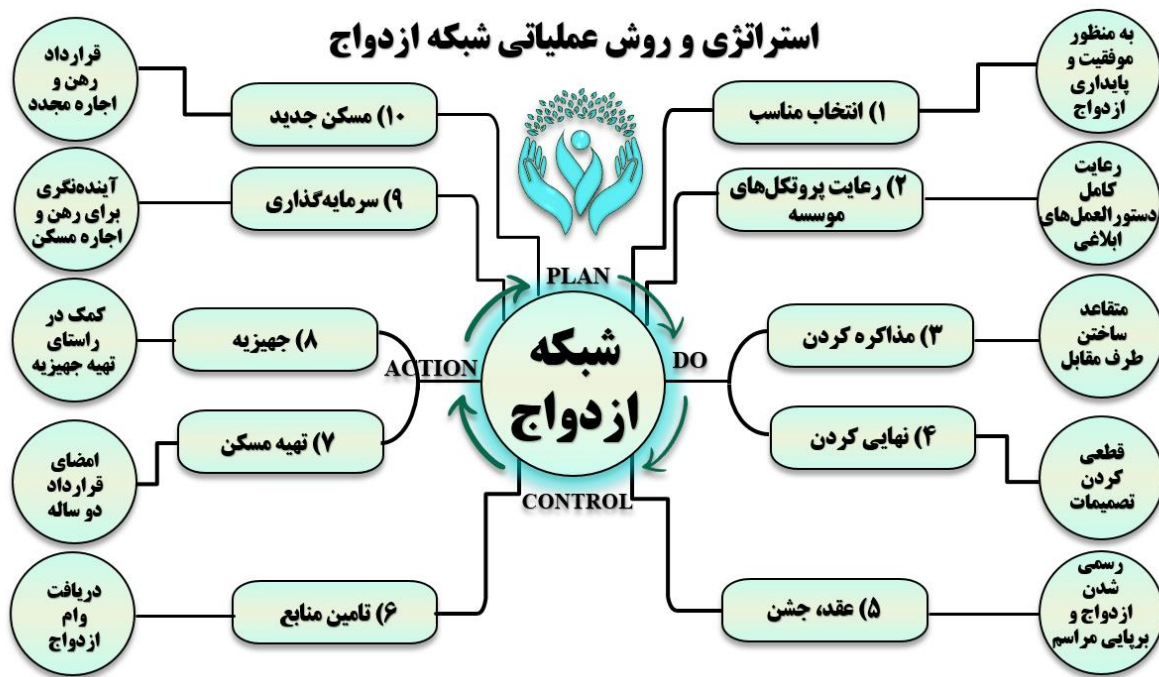 استراتژی و روش عملیاتی شبکه ازدواج
۱) انتخاب مناسب
به منظور
موفقیت و
پایداری
ازدواج
۲) رعایت پروتکل‌های
موسسه
رعایت
کامل
دستورالعمل‌های
ابلاغی
۳) مذاکره کردن
متقاعد
ساختن
طرف مقابل
۴) نهایی کردن
قطعی
کردن
تصمیمات
۵) عقد، جشن
رسمی
شدن
ازدواج و
برپایی مراسم
۶) تامین منابع
دریافت
وام
ازدواج
۷) تهیه مسکن
امضای
قرارداد
دو ساله
۸) جهیزیه
کمک در
راستای
تهیه جهیزیه
۹) سرمایه‌گذاری
آینده‌نگری
برای رهن و
اجاره مسکن
۱۰) مسکن جدید
قرارداد
رهن و
اجاره مجدد
PLAN
DO
CONTROL
ACTION
شبکه
ازدواج